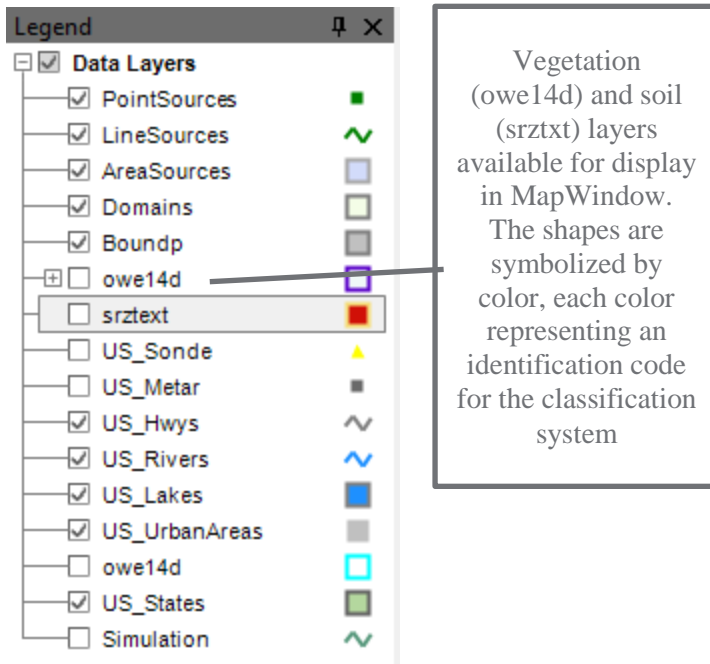 Legend
Data Layers
PointSources
LineSources
AreaSources
Domains
Boundp
owe14d
srztext
US_Sonde
US_Metar
US_Hwys
US_Rivers
US_Lakes
US_UrbanAreas
owe14d
US_States
Simulation
Vegetation
(owe14d) and soil
(srztxt) layers
available for display
in MapWindow.
The shapes are
symbolized by
color, each color
representing an
identification code
for the classification
system